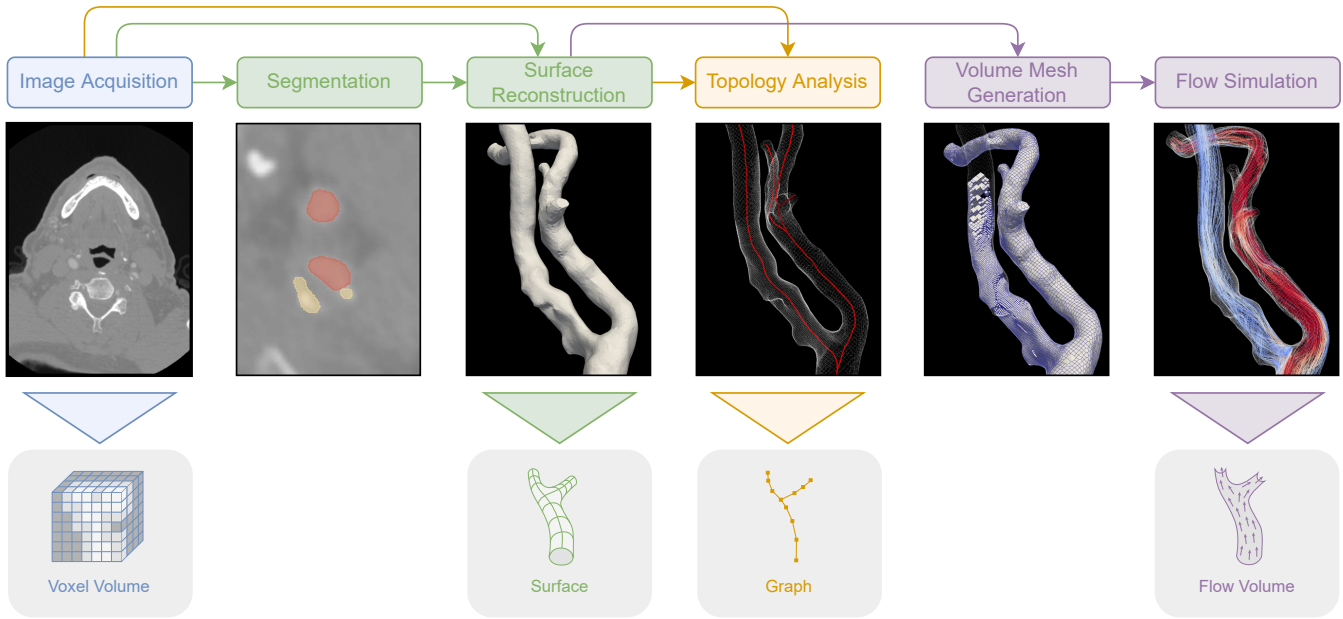 Image Acquisition
Segmentation
Surface
Reconstruction
Topology Analysis
Volume Mesh
Generation
Flow Simulation
Voxel Volume
Surface
Graph
Flow Volume